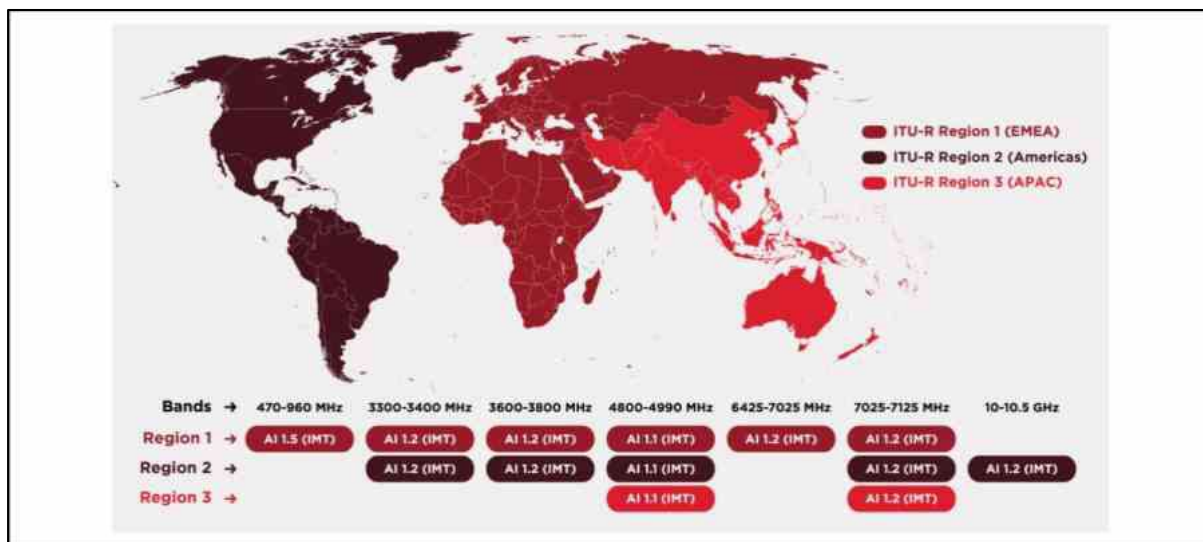 ITU-R Region 1 (EMEA)
ITU-R Region 2 (Americas)
ITU-R Region 3 (APAC)
Bands → 470-960 MHz 3300-3400 MHz 3600-3800 MHz 4800-4990 MHz 6425-7025 MHz 7025-7125 MHz 10-10.5 GHz
Region 1 → AI 1.5 (IMT) AI 1.2 (IMT) AI 1.2 (IMT) AI 1.1 (IMT) AI 1.2 (IMT) AI 1.2 (IMT)
Region 2 → AI 1.2 (IMT) AI 1.2 (IMT) AI 1.1 (IMT) AI 1.2 (IMT) AI 1.2 (IMT)
Region 3 → AI 1.1 (IMT) AI 1.2 (IMT)